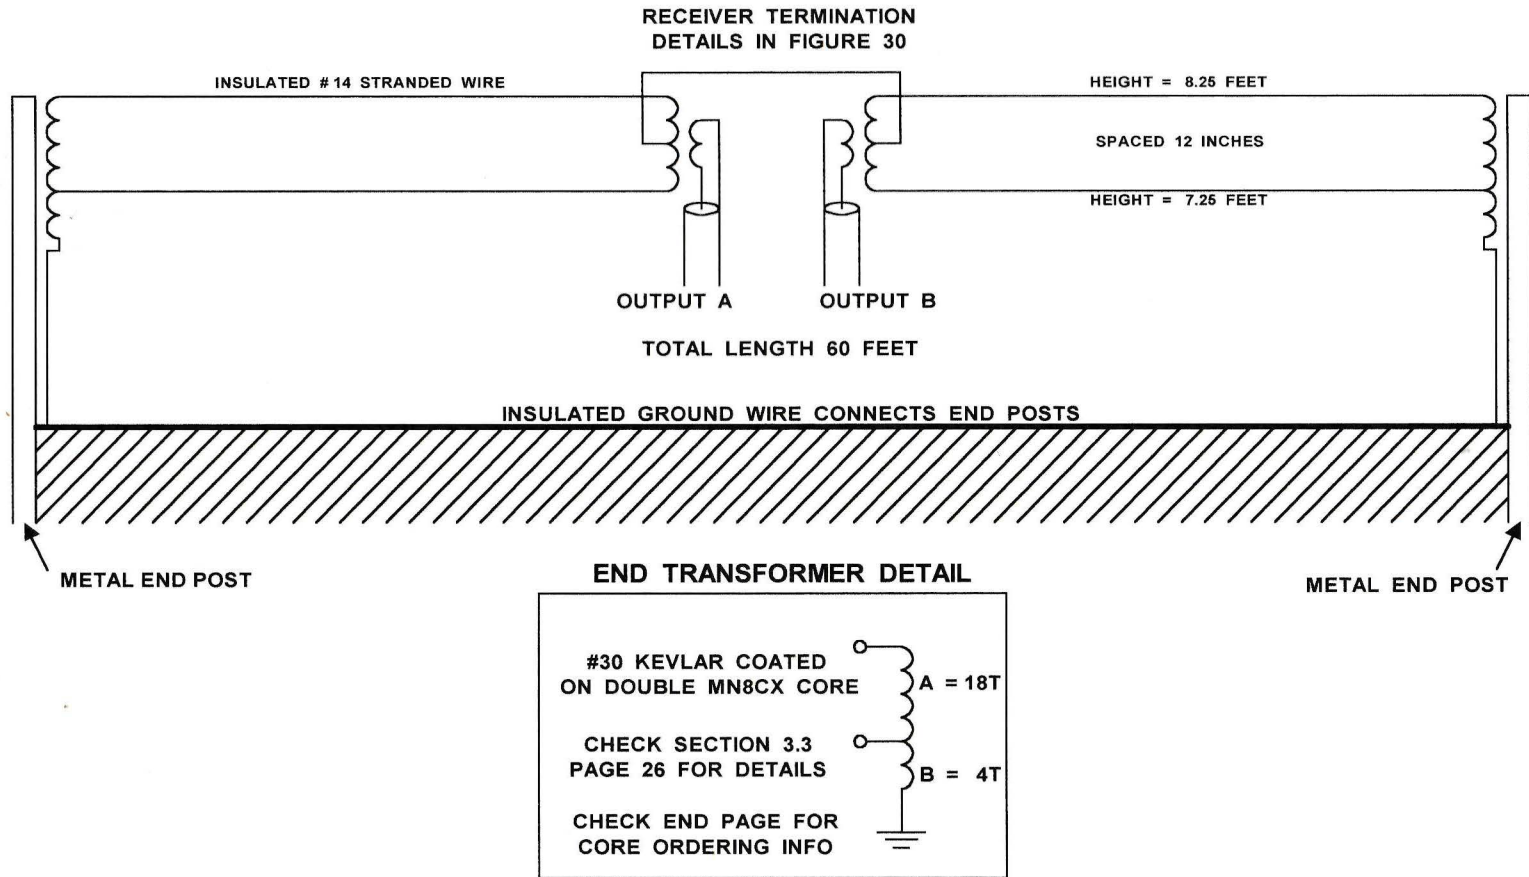 RECEIVER TERMINATION
DETAILS IN FIGURE 30
INSULATED #14 STRANDED WIRE
HEIGHT = 8.25 FEET
SPACED 12 INCHES
HEIGHT = 7.25 FEET
OUTPUT A
OUTPUT B
TOTAL LENGTH 60 FEET
INSULATED GROUND WIRE CONNECTS END POSTS
METAL END POST
METAL END POST
END TRANSFORMER DETAIL
#30 KEVLAR COATED
ON DOUBLE MN8CX CORE
A = 18T
CHECK SECTION 3.3
PAGE 26 FOR DETAILS
B = 4T
CHECK END PAGE FOR
CORE ORDERING INFO